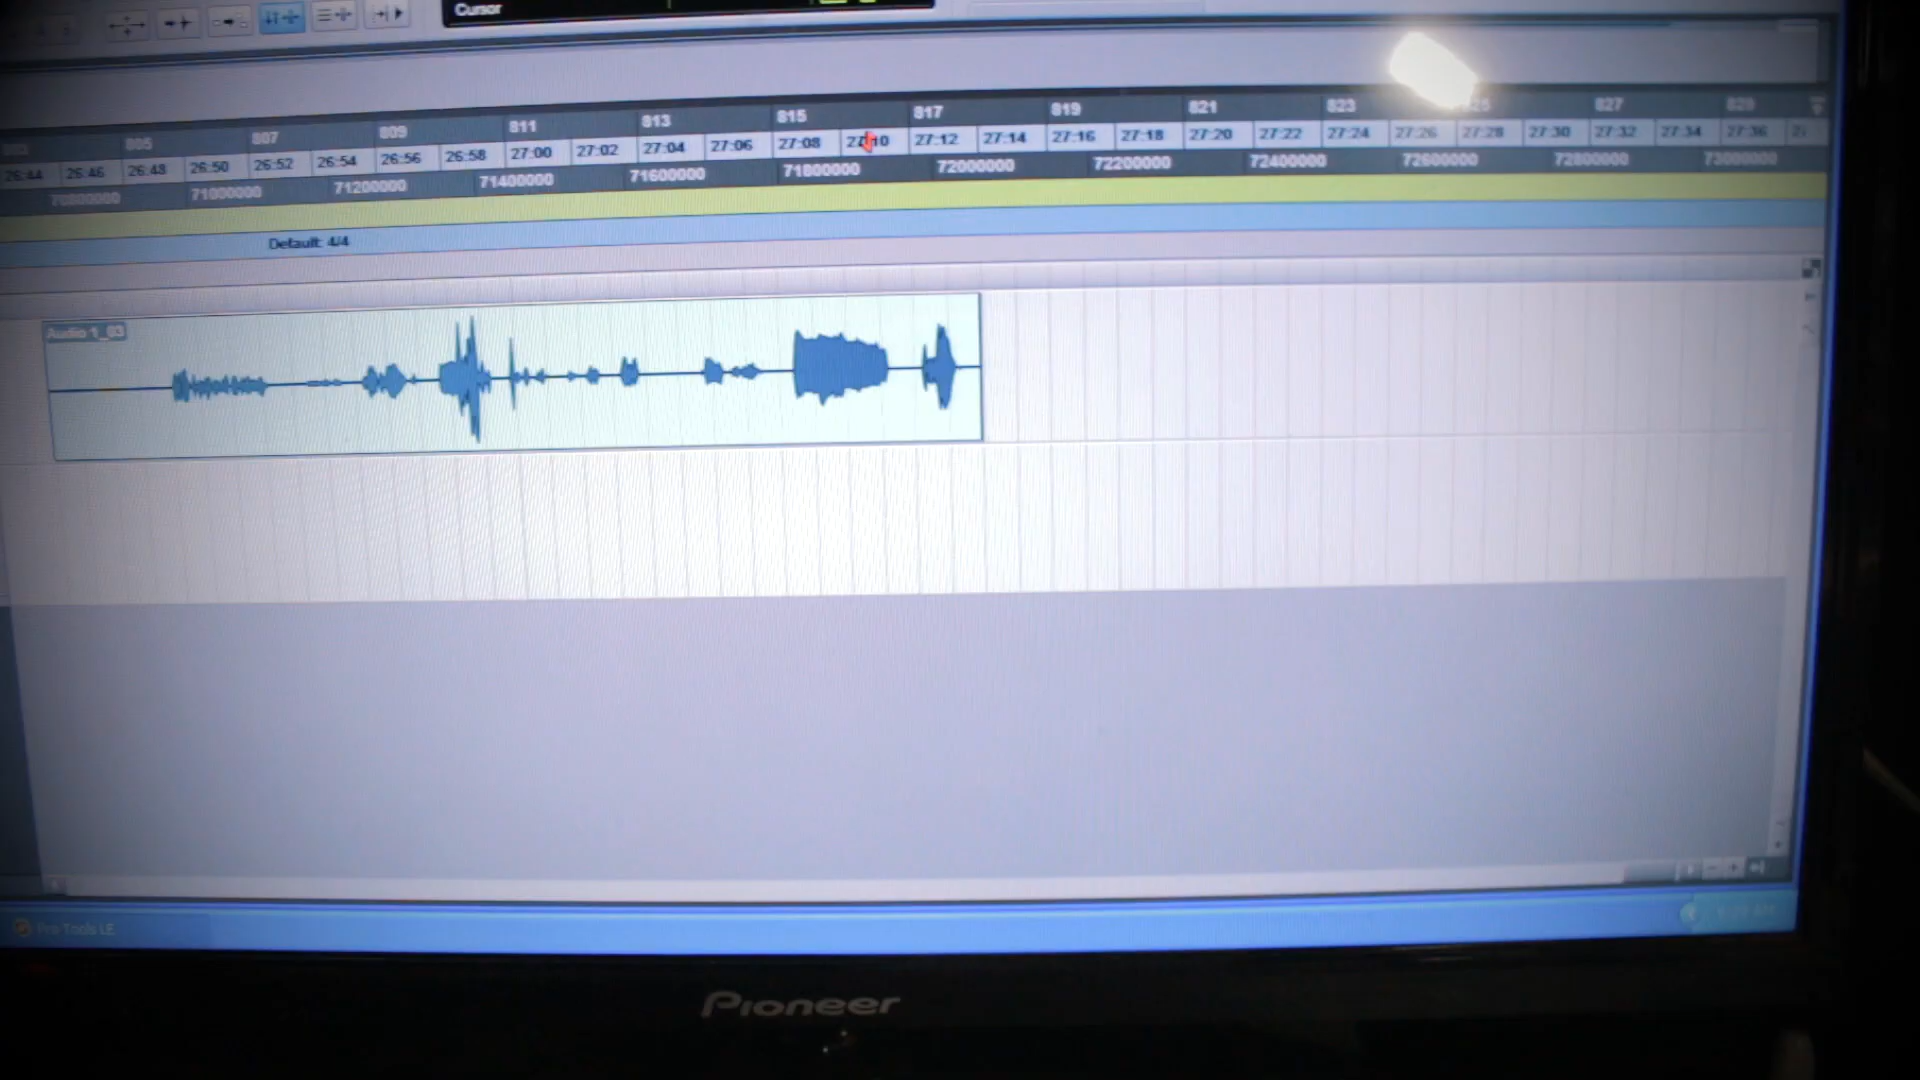 Cursor
805 807 809 811 813 815 817 819 821 823 827 829
26:44 26:46 26:48 26:50 26:52 26:54 26:56 26:58 27:00 27:02 27:04 27:06 27:08 27:10 27:12 27:14 27:16 27:18 27:20 27:22 27:24 27:26 27:28 27:30 27:32 27:34 27:36
70800000 71000000 71200000 71400000 71600000 71800000 72000000 72200000 72400000 72600000 72800000 73000000
Default: 4/4
Audio 1_03
Pro Tools LE
Pioneer